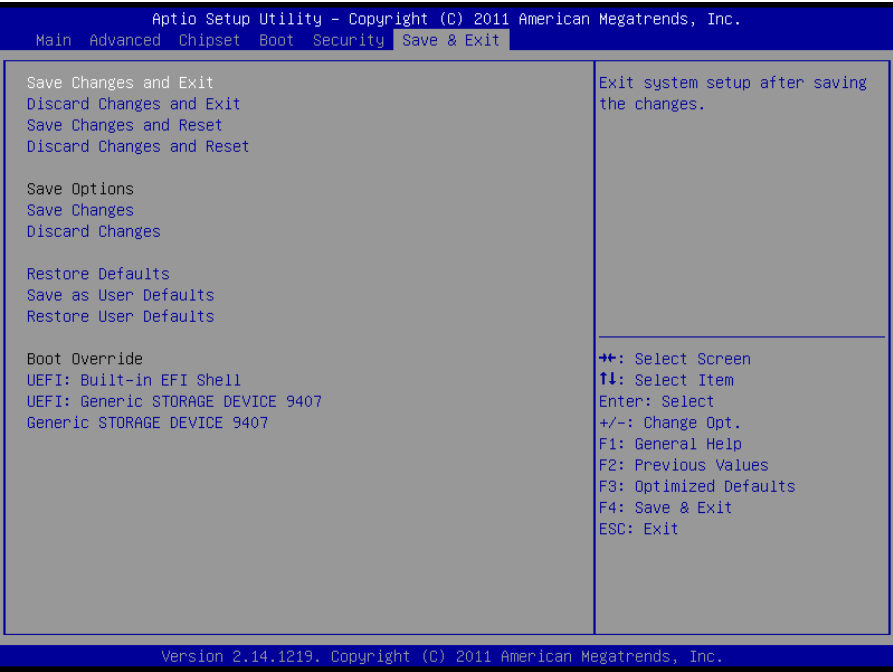 Aptio Setup Utility – Copyright (C) 2011 American Megatrends, Inc.
Main Advanced Chipset Boot Security Save & Exit
Save Changes and Exit
Discard Changes and Exit
Save Changes and Reset
Discard Changes and Reset
Save Options
Save Changes
Discard Changes
Restore Defaults
Save as User Defaults
Restore User Defaults
Boot Override
UEFI: Built-in EFI Shell
UEFI: Generic STORAGE DEVICE 9407
Generic STORAGE DEVICE 9407
Exit system setup after saving
the changes.
→←: Select Screen
↑↓: Select Item
Enter: Select
+/-: Change Opt.
F1: General Help
F2: Previous Values
F3: Optimized Defaults
F4: Save & Exit
ESC: Exit
Version 2.14.1219. Copyright (C) 2011 American Megatrends, Inc.